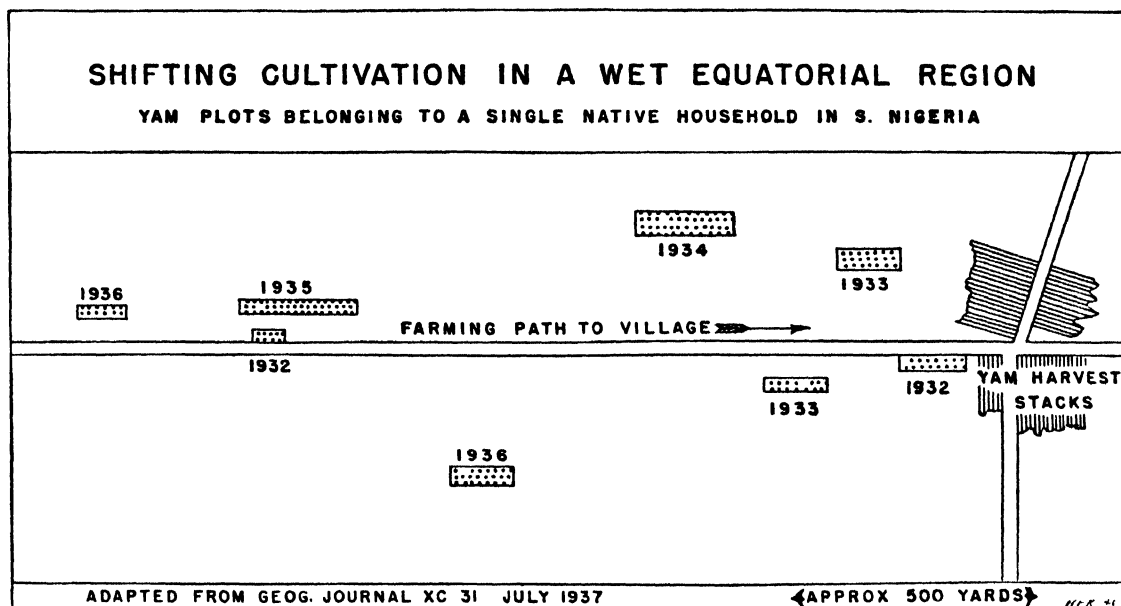 SHIFTING CULTIVATION IN A WET EQUATORIAL REGION
YAM PLOTS BELONGING TO A SINGLE NATIVE HOUSEHOLD IN S. NIGERIA
1934
1933
1936
1935
FARMING PATH TO VILLAGE
1932
1932
YAM HARVEST
STACKS
1933
1936
ADAPTED FROM GEOG. JOURNAL XC 31 JULY 1937
APPROX 500 YARDS